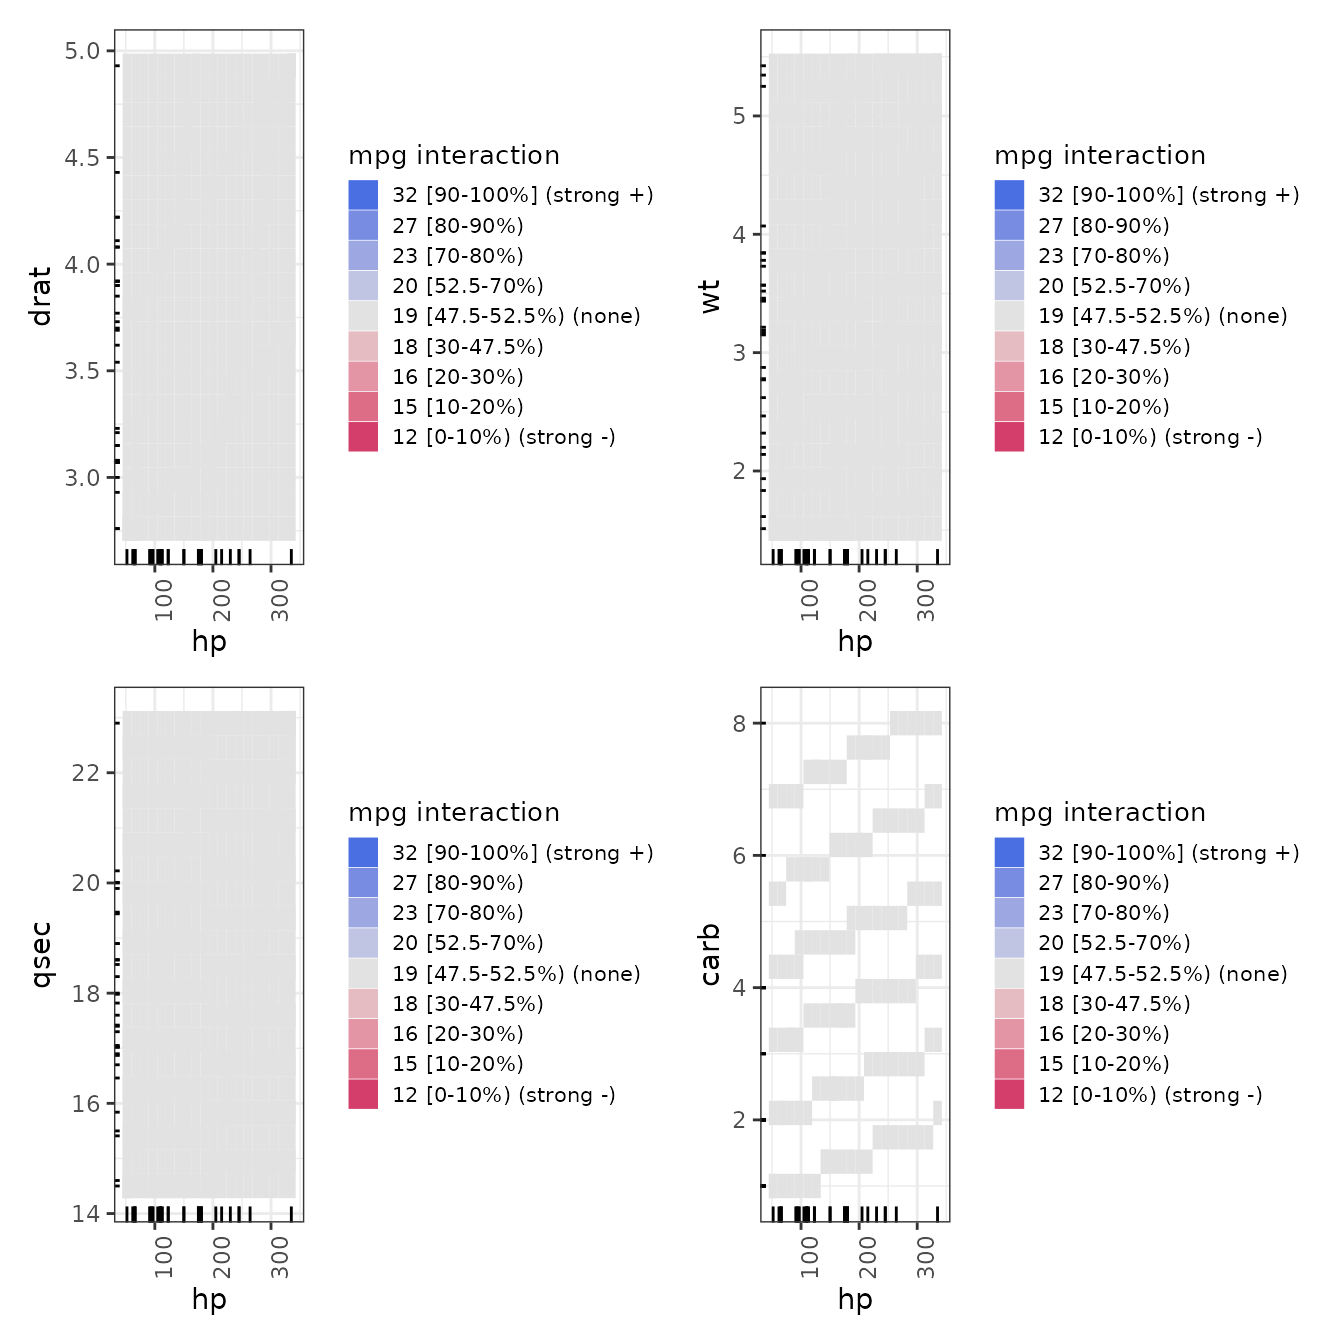 5.0
4.5
4.0
3.5
3.0
drat
100
200
300
hp
mpg interaction
32 [90-100%] (strong +)
27 [80-90%)
23 [70-80%)
20 [52.5-70%)
19 [47.5-52.5%) (none)
18 [30-47.5%)
16 [20-30%)
15 [10-20%)
12 [0-10%) (strong -)
5
4
3
2
wt
100
200
300
hp
mpg interaction
32 [90-100%] (strong +)
27 [80-90%)
23 [70-80%)
20 [52.5-70%)
19 [47.5-52.5%) (none)
18 [30-47.5%)
16 [20-30%)
15 [10-20%)
12 [0-10%) (strong -)
22
20
18
16
14
qsec
100
200
300
hp
mpg interaction
32 [90-100%] (strong +)
27 [80-90%)
23 [70-80%)
20 [52.5-70%)
19 [47.5-52.5%) (none)
18 [30-47.5%)
16 [20-30%)
15 [10-20%)
12 [0-10%) (strong -)
8
6
4
2
carb
100
200
300
hp
mpg interaction
32 [90-100%] (strong +)
27 [80-90%)
23 [70-80%)
20 [52.5-70%)
19 [47.5-52.5%) (none)
18 [30-47.5%)
16 [20-30%)
15 [10-20%)
12 [0-10%) (strong -)